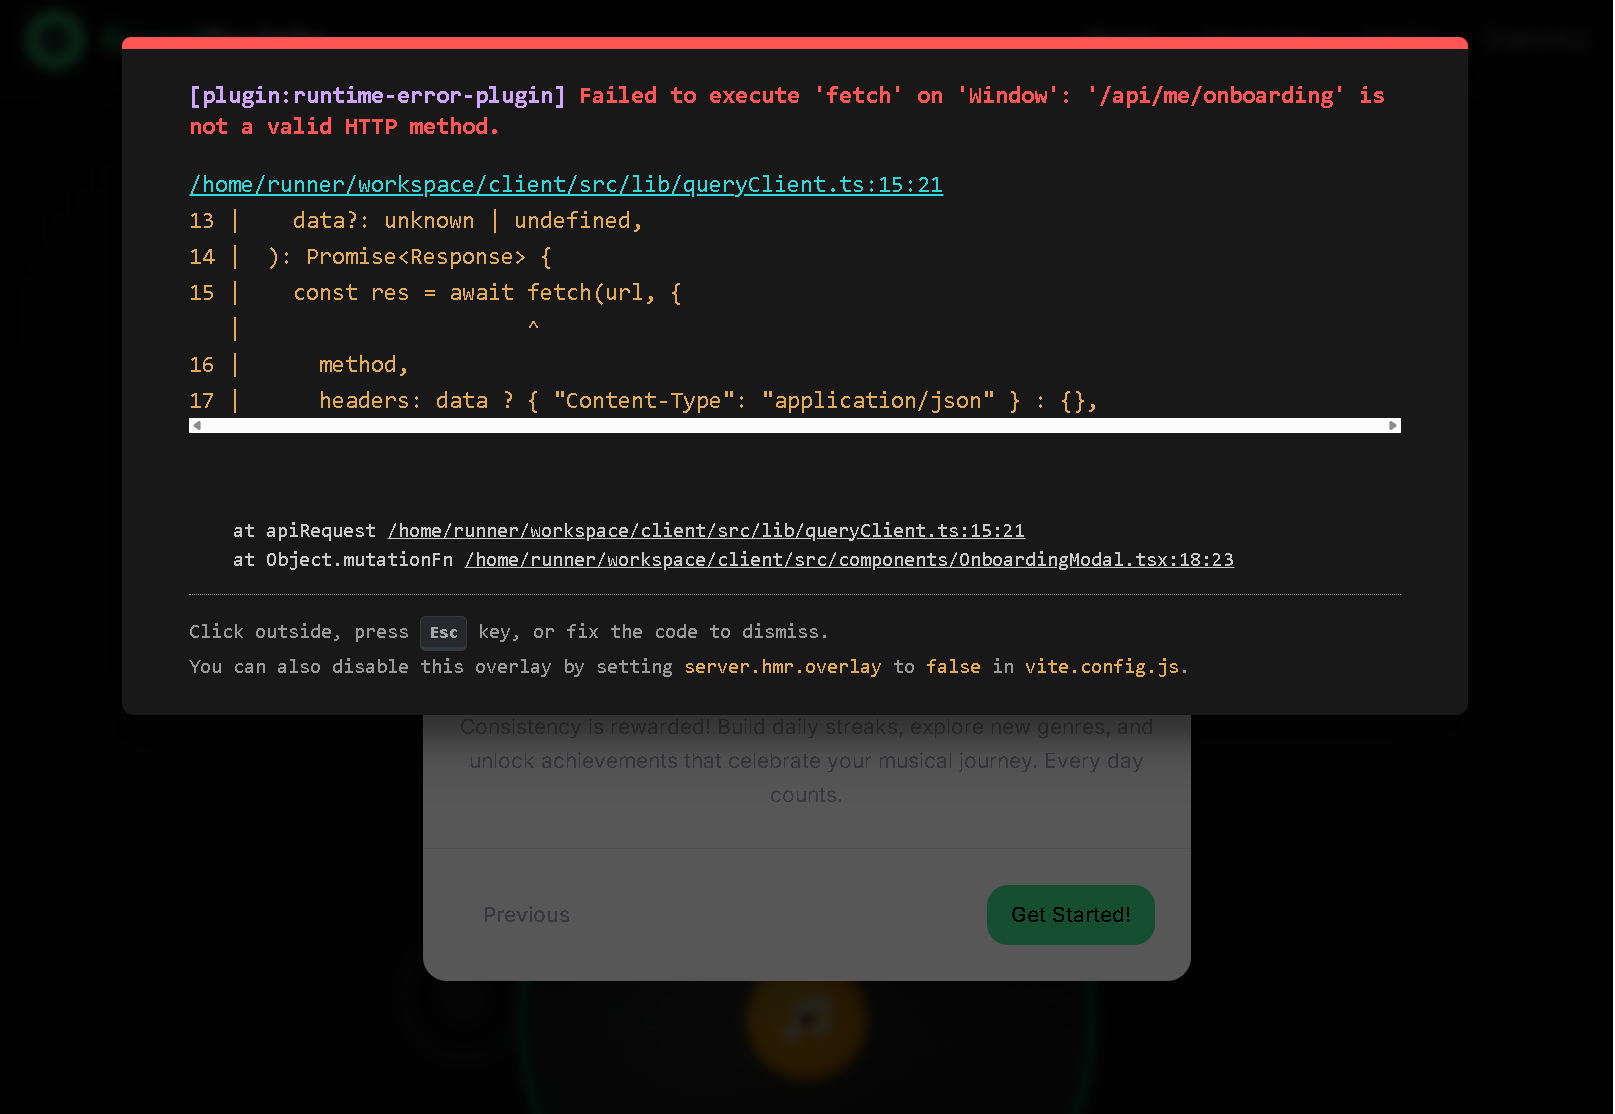 [plugin:runtime-error-plugin] Failed to execute 'fetch' on 'Window': '/api/me/onboarding' is
not a valid HTTP method.
/home/runner/workspace/client/src/lib/queryClient.ts:15:21
13 |    data?: unknown | undefined,
14 |  ): Promise<Response> {
15 |    const res = await fetch(url, {
   |                      ^
16 |      method,
17 |      headers: data ? { "Content-Type": "application/json" } : {},
at apiRequest /home/runner/workspace/client/src/lib/queryClient.ts:15:21
at Object.mutationFn /home/runner/workspace/client/src/components/OnboardingModal.tsx:18:23
Click outside, press Esc key, or fix the code to dismiss.
You can also disable this overlay by setting server.hmr.overlay to false in vite.config.js.
Consistency is rewarded! Build daily streaks, explore new genres, and
unlock achievements that celebrate your musical journey. Every day
counts.
Previous
Get Started!